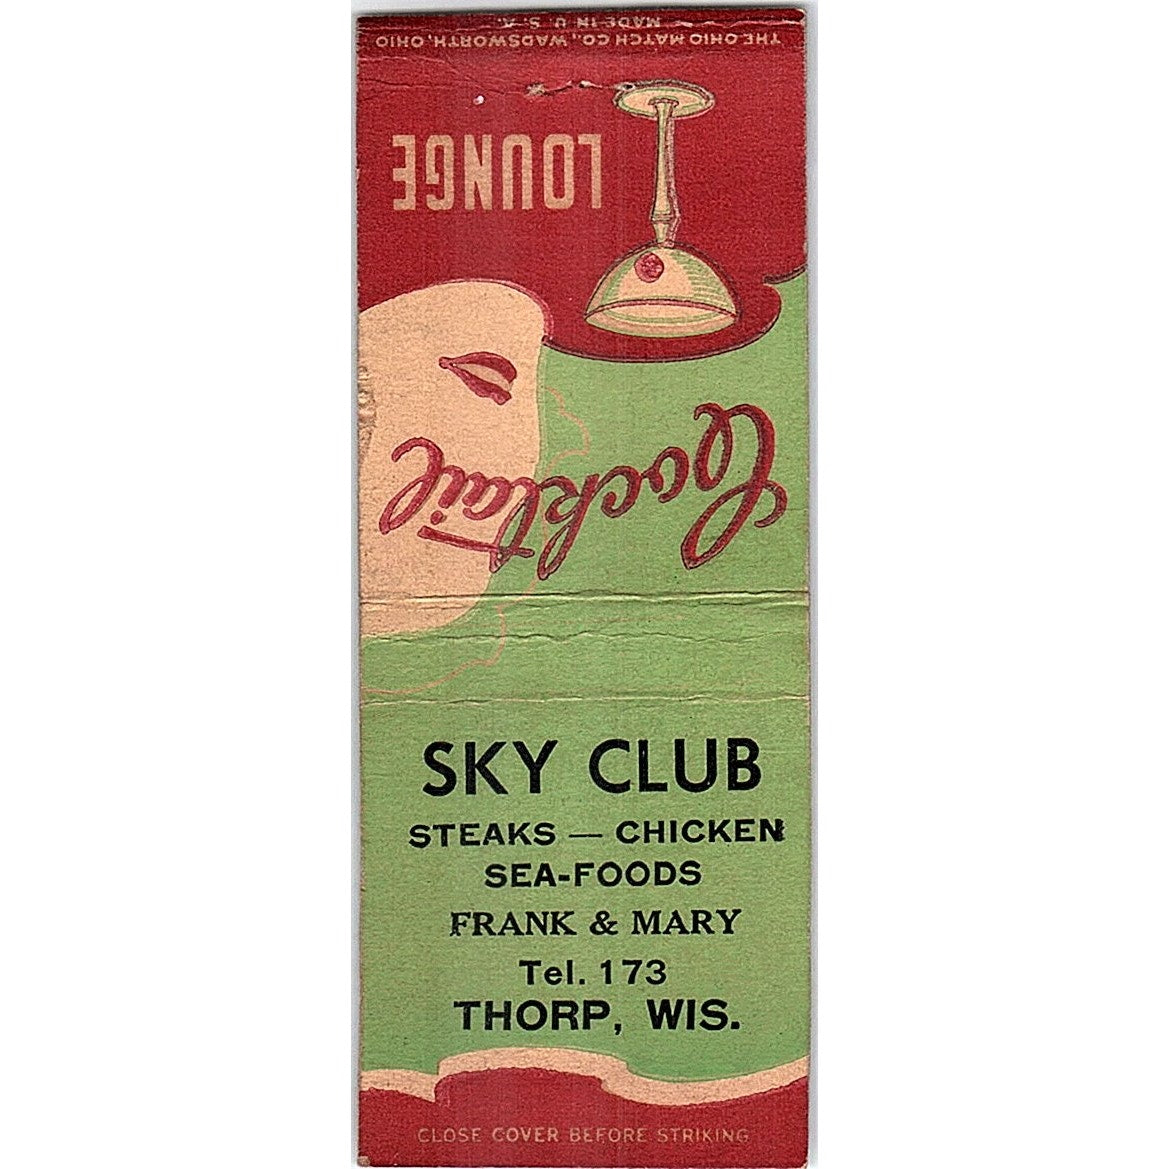 THE OHIO MATCH CO., WADSWORTH, OHIO
MADE IN U. S. A.
Cocktail
LOUNGE
SKY CLUB
STEAKS — CHICKEN
SEA-FOODS
FRANK & MARY
Tel. 173
THORP, WIS.
CLOSE COVER BEFORE STRIKING